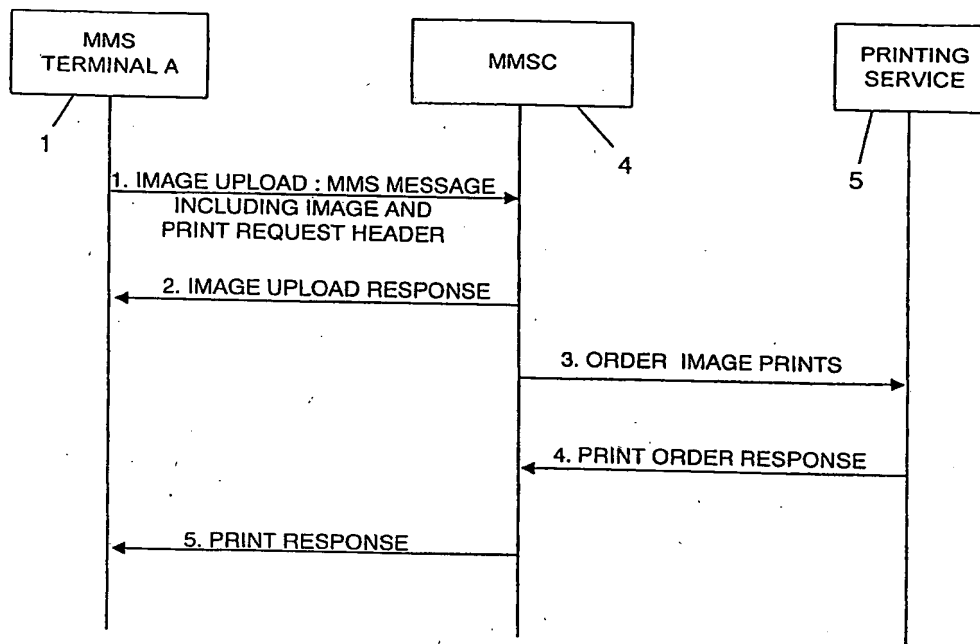 MMS
TERMINAL A
MMSC
PRINTING
SERVICE
1
4
5
1. IMAGE UPLOAD : MMS MESSAGE
INCLUDING IMAGE AND
PRINT REQUEST HEADER
2. IMAGE UPLOAD RESPONSE
3. ORDER IMAGE PRINTS
4. PRINT ORDER RESPONSE
5. PRINT RESPONSE